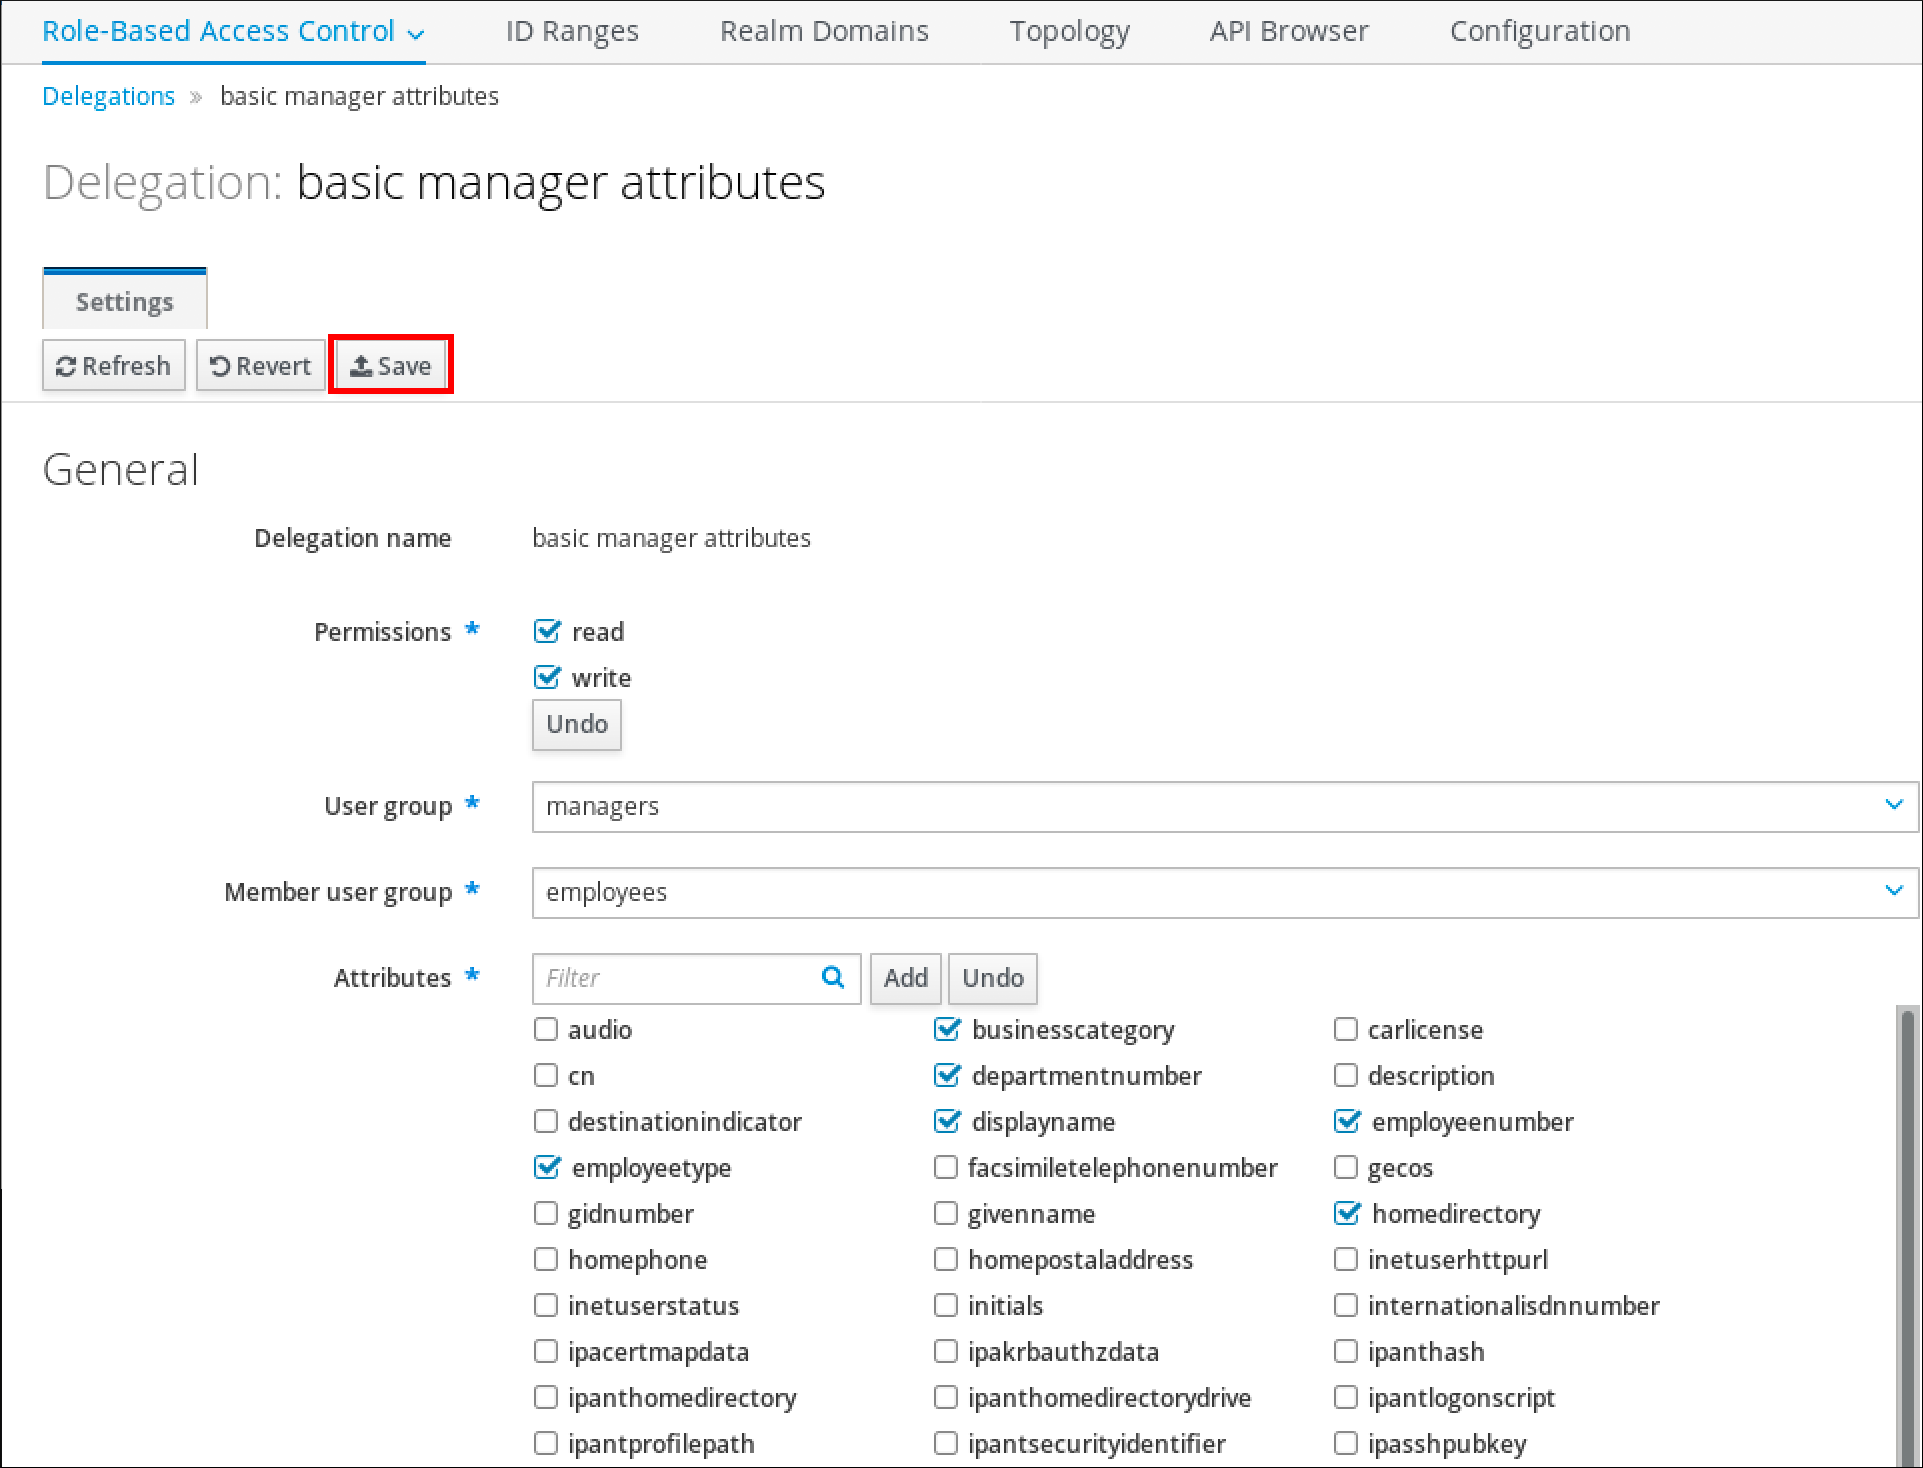 Role-Based Access Control ID Ranges Realm Domains Topology API Browser Configuration
Delegations » basic manager attributes
Delegation: basic manager attributes
Settings
Refresh Revert Save
General
Delegation name basic manager attributes
Permissions * read
write
Undo
User group * managers
Member user group * employees
Attributes * Filter Add Undo
audio businesscategory carlicense
cn departmentnumber description
destinationindicator displayname employeenumber
employeetype facsimiletelephonenumber gecos
gidnumber givenname homedirectory
homephone homepostaladdress inetuserhttpurl
inetuserstatus initials internationalisdnnumber
ipacertmapdata ipakrbauthzdata ipanthash
ipanthomedirectory ipanthomedirectorydrive ipantlogonscript
ipantprofilepath ipantsecurityidentifier ipasshpubkey